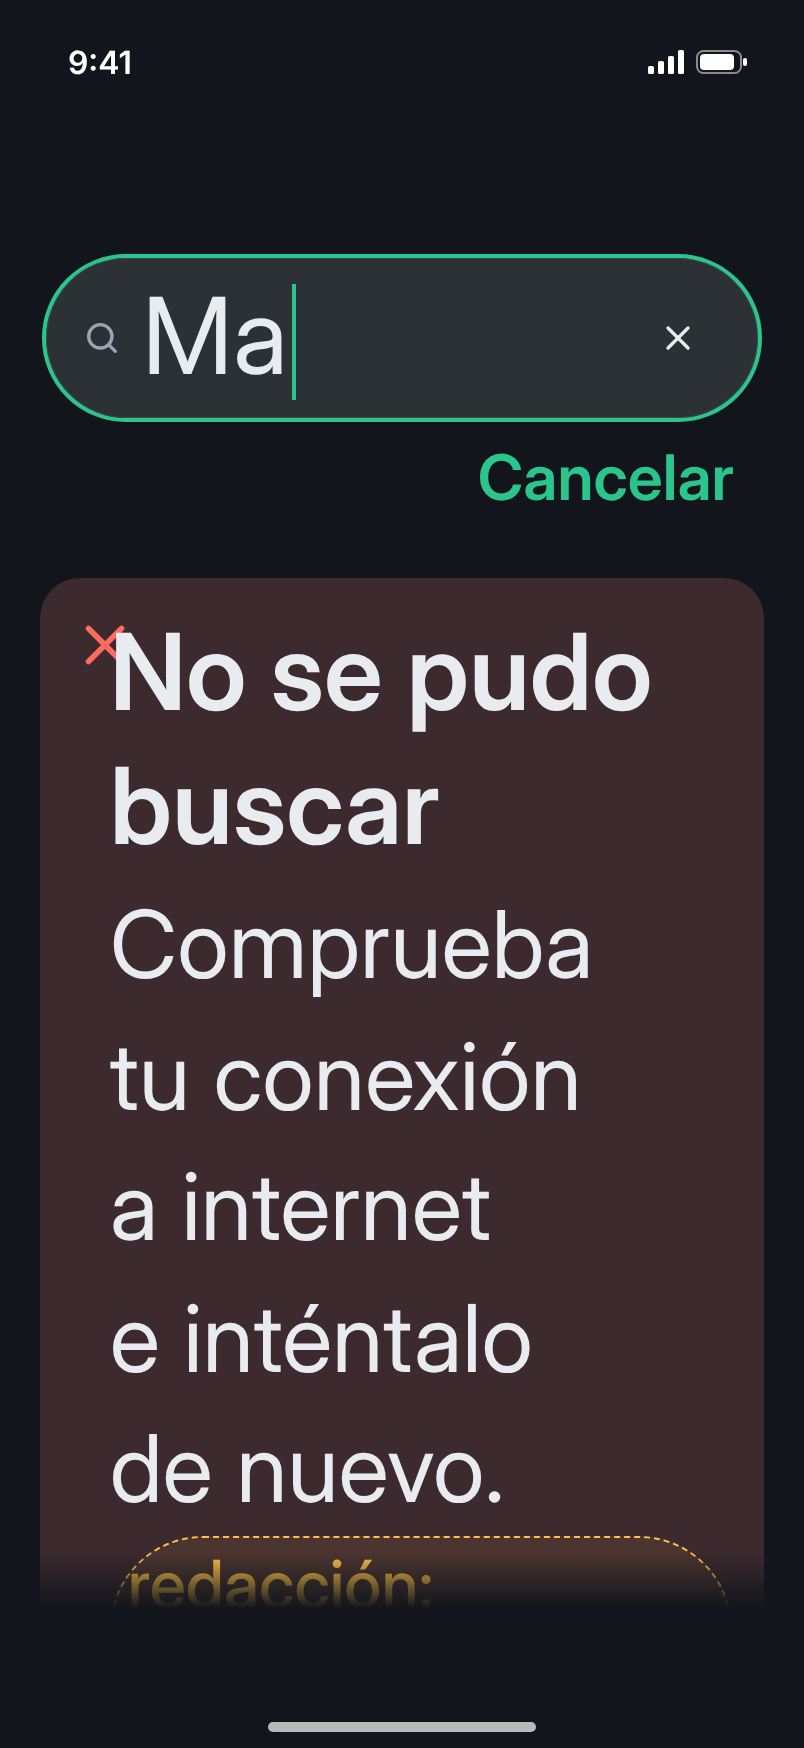 9:41
Ma
Cancelar
No se pudo
buscar
Comprueba
tu conexión
a internet
e inténtalo
de nuevo.
redacción: